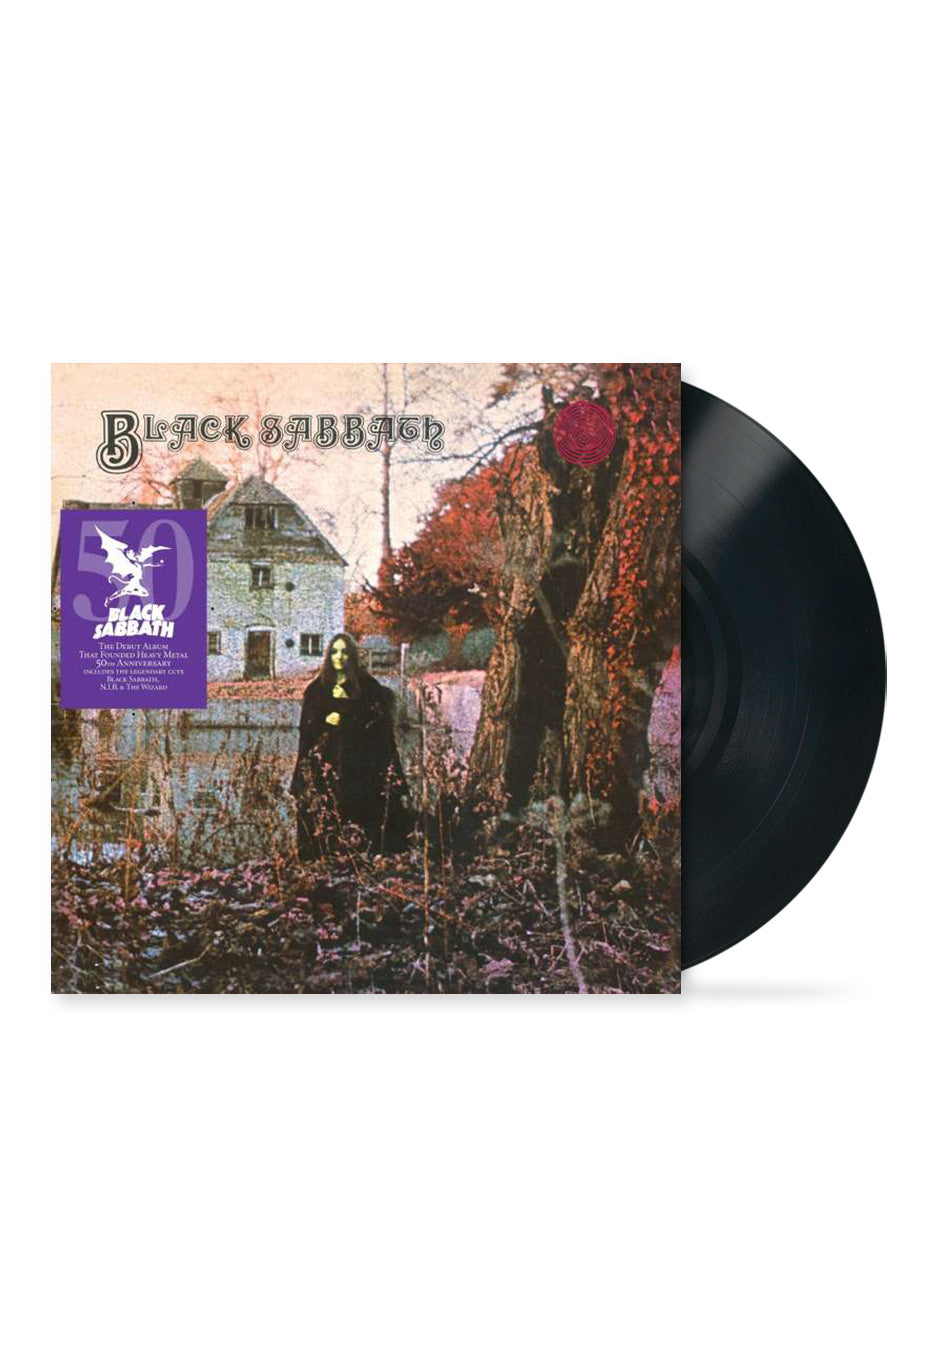 Black Sabbath
50
BLACK
SABBATH
The Debut Album
That Founded Heavy Metal
50th Anniversary
includes the legendary cuts
Black Sabbath,
N.I.B. & The Wizard